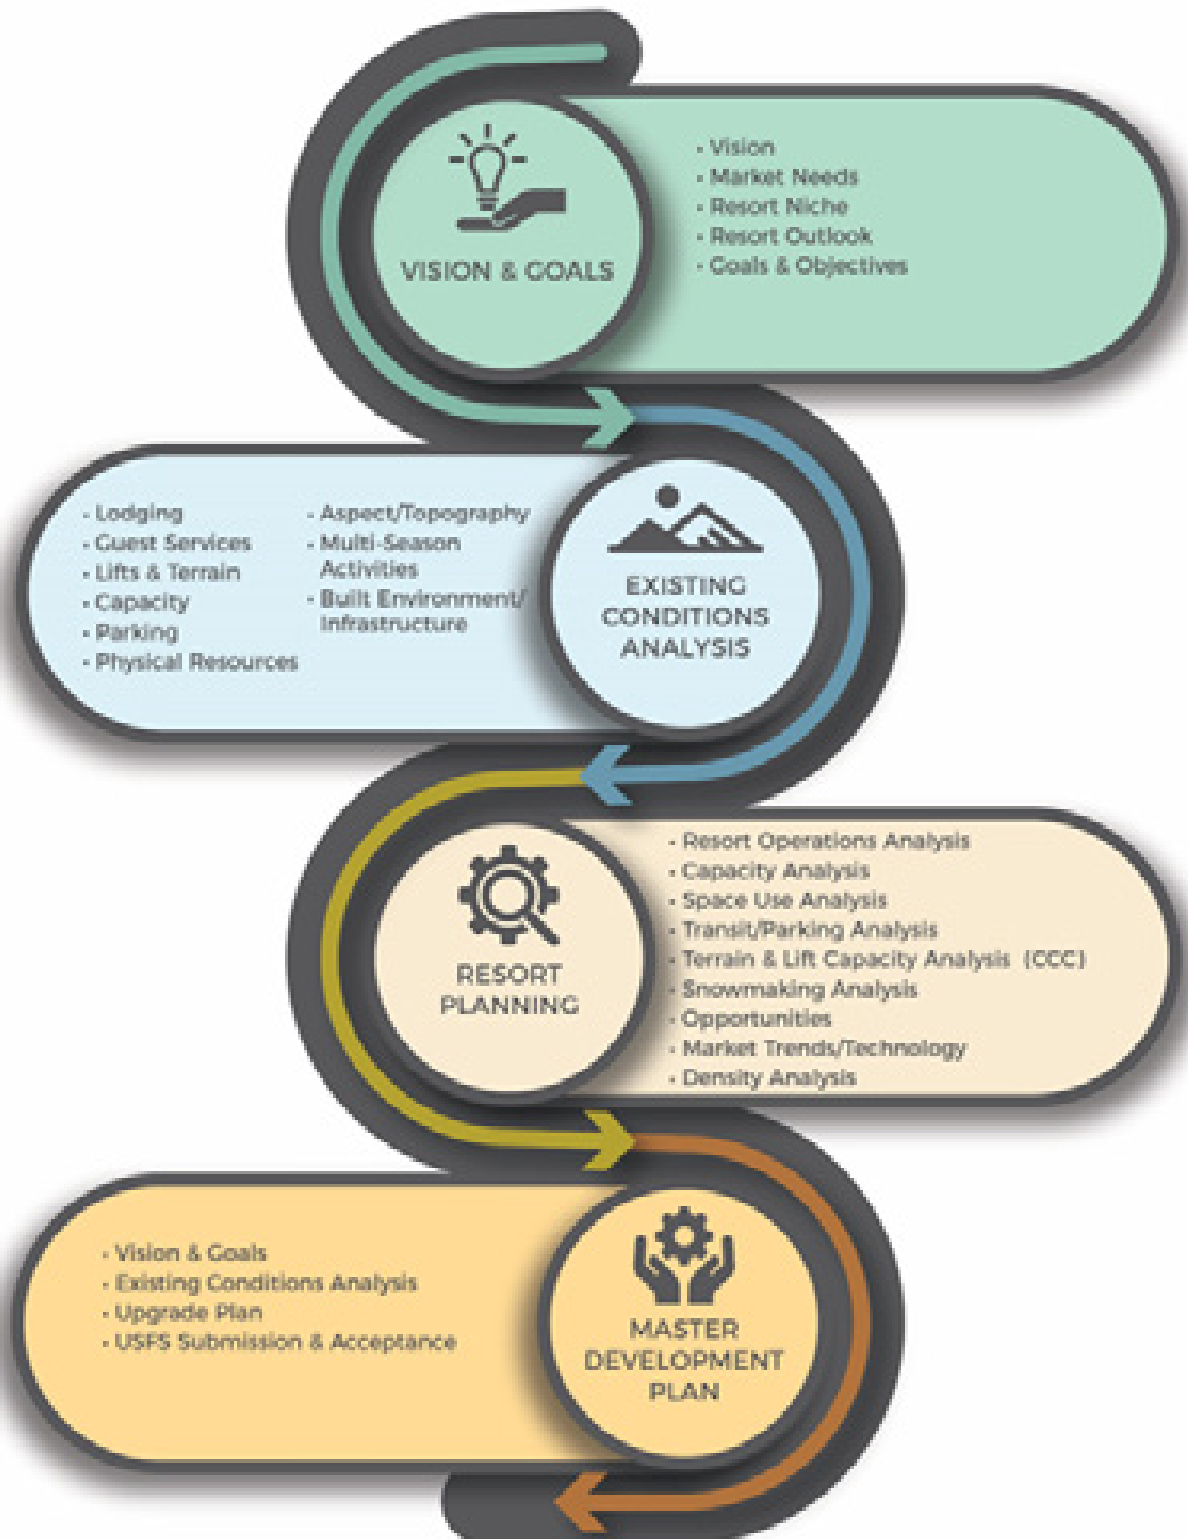 VISION & GOALS
• Vision
• Market Needs
• Resort Niche
• Resort Outlook
• Goals & Objectives
• Lodging
• Guest Services
• Lifts & Terrain
• Capacity
• Parking
• Physical Resources
• Aspect/Topography
• Multi-Season
Activities
• Built Environment/
Infrastructure
EXISTING
CONDITIONS
ANALYSIS
RESORT
PLANNING
• Resort Operations Analysis
• Capacity Analysis
• Space Use Analysis
• Transit/Parking Analysis
• Terrain & Lift Capacity Analysis (CCC)
• Snowmaking Analysis
• Opportunities
• Market Trends/Technology
• Density Analysis
• Vision & Goals
• Existing Conditions Analysis
• Upgrade Plan
• USFS Submission & Acceptance
MASTER
DEVELOPMENT
PLAN